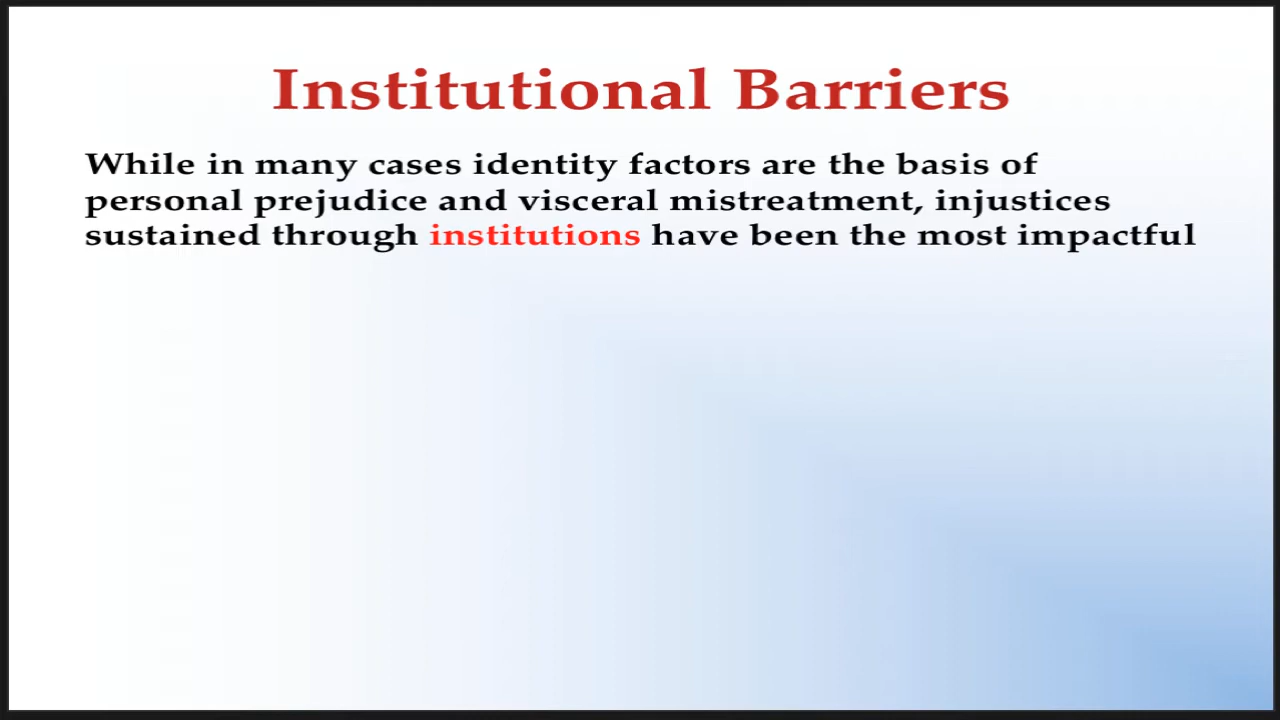 Institutional Barriers
While in many cases identity factors are the basis of
personal prejudice and visceral mistreatment, injustices
sustained through institutions have been the most impactful